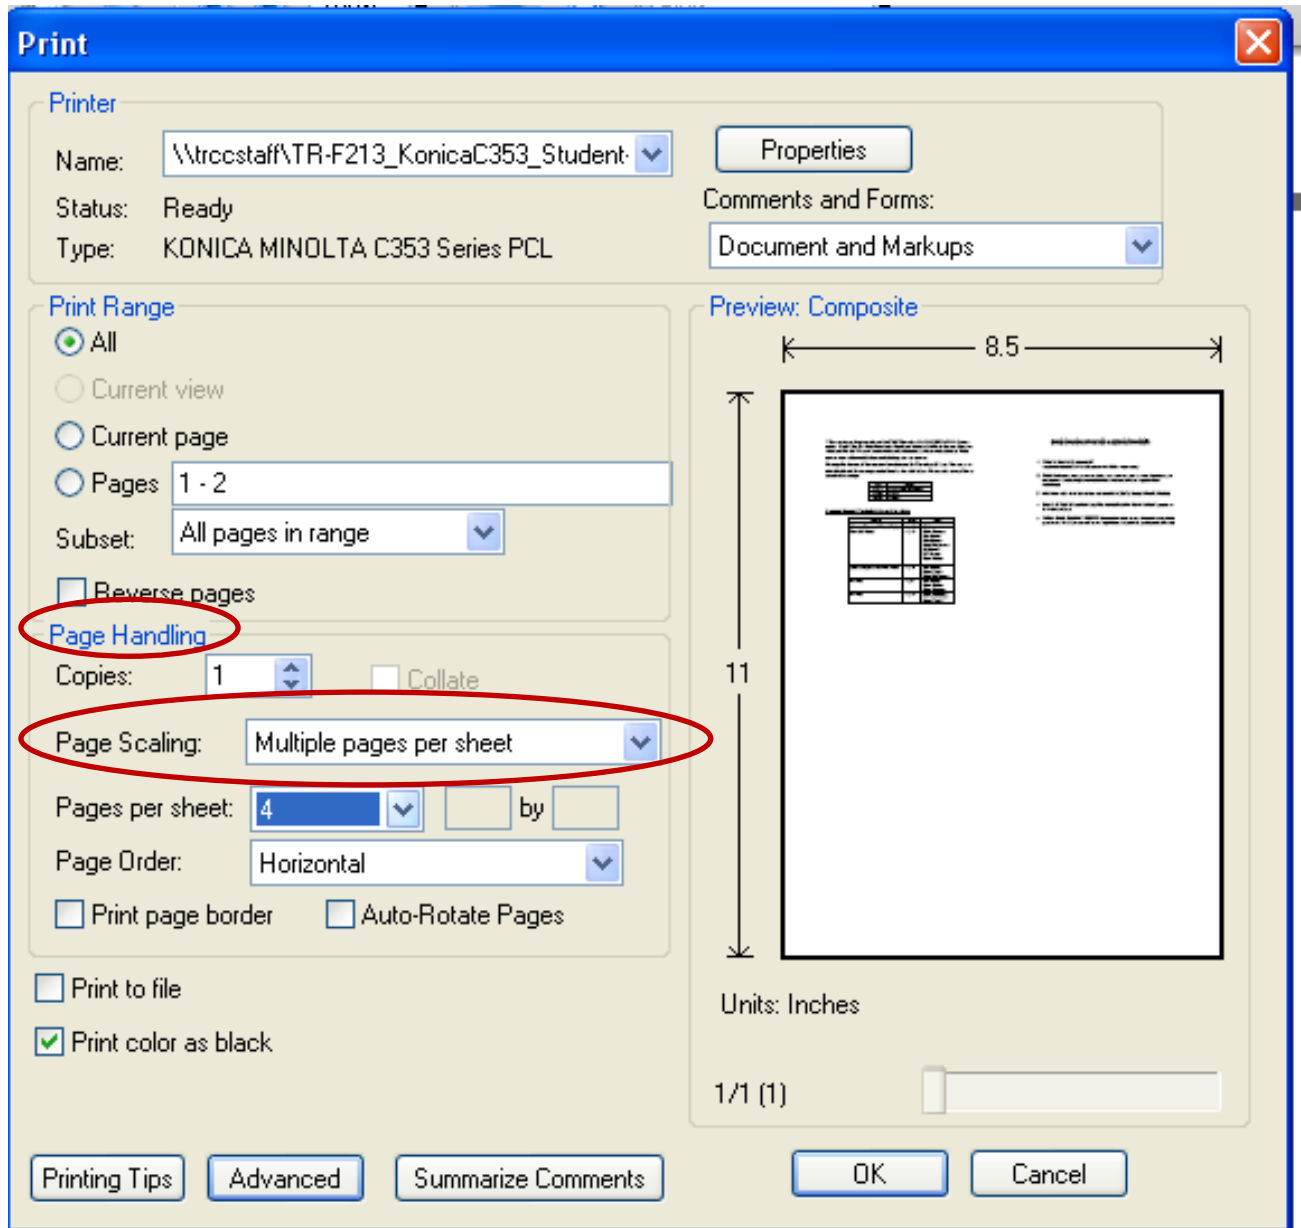 Print
Printer
Name: \\trccstaff\TR-F213_KonicaC353_Student- Properties
Status: Ready Comments and Forms:
Type: KONICA MINOLTA C353 Series PCL Document and Markups
Print Range
All
Current view
Current page
Pages 1 - 2
Subset: All pages in range
Reverse pages
Page Handling
Copies: 1 Collate
Page Scaling: Multiple pages per sheet
Pages per sheet: 4 by
Page Order: Horizontal
Print page border Auto-Rotate Pages
Print to file
Print color as black
Preview: Composite
8.5
11
Units: Inches
1/1 (1)
Printing Tips Advanced Summarize Comments OK Cancel